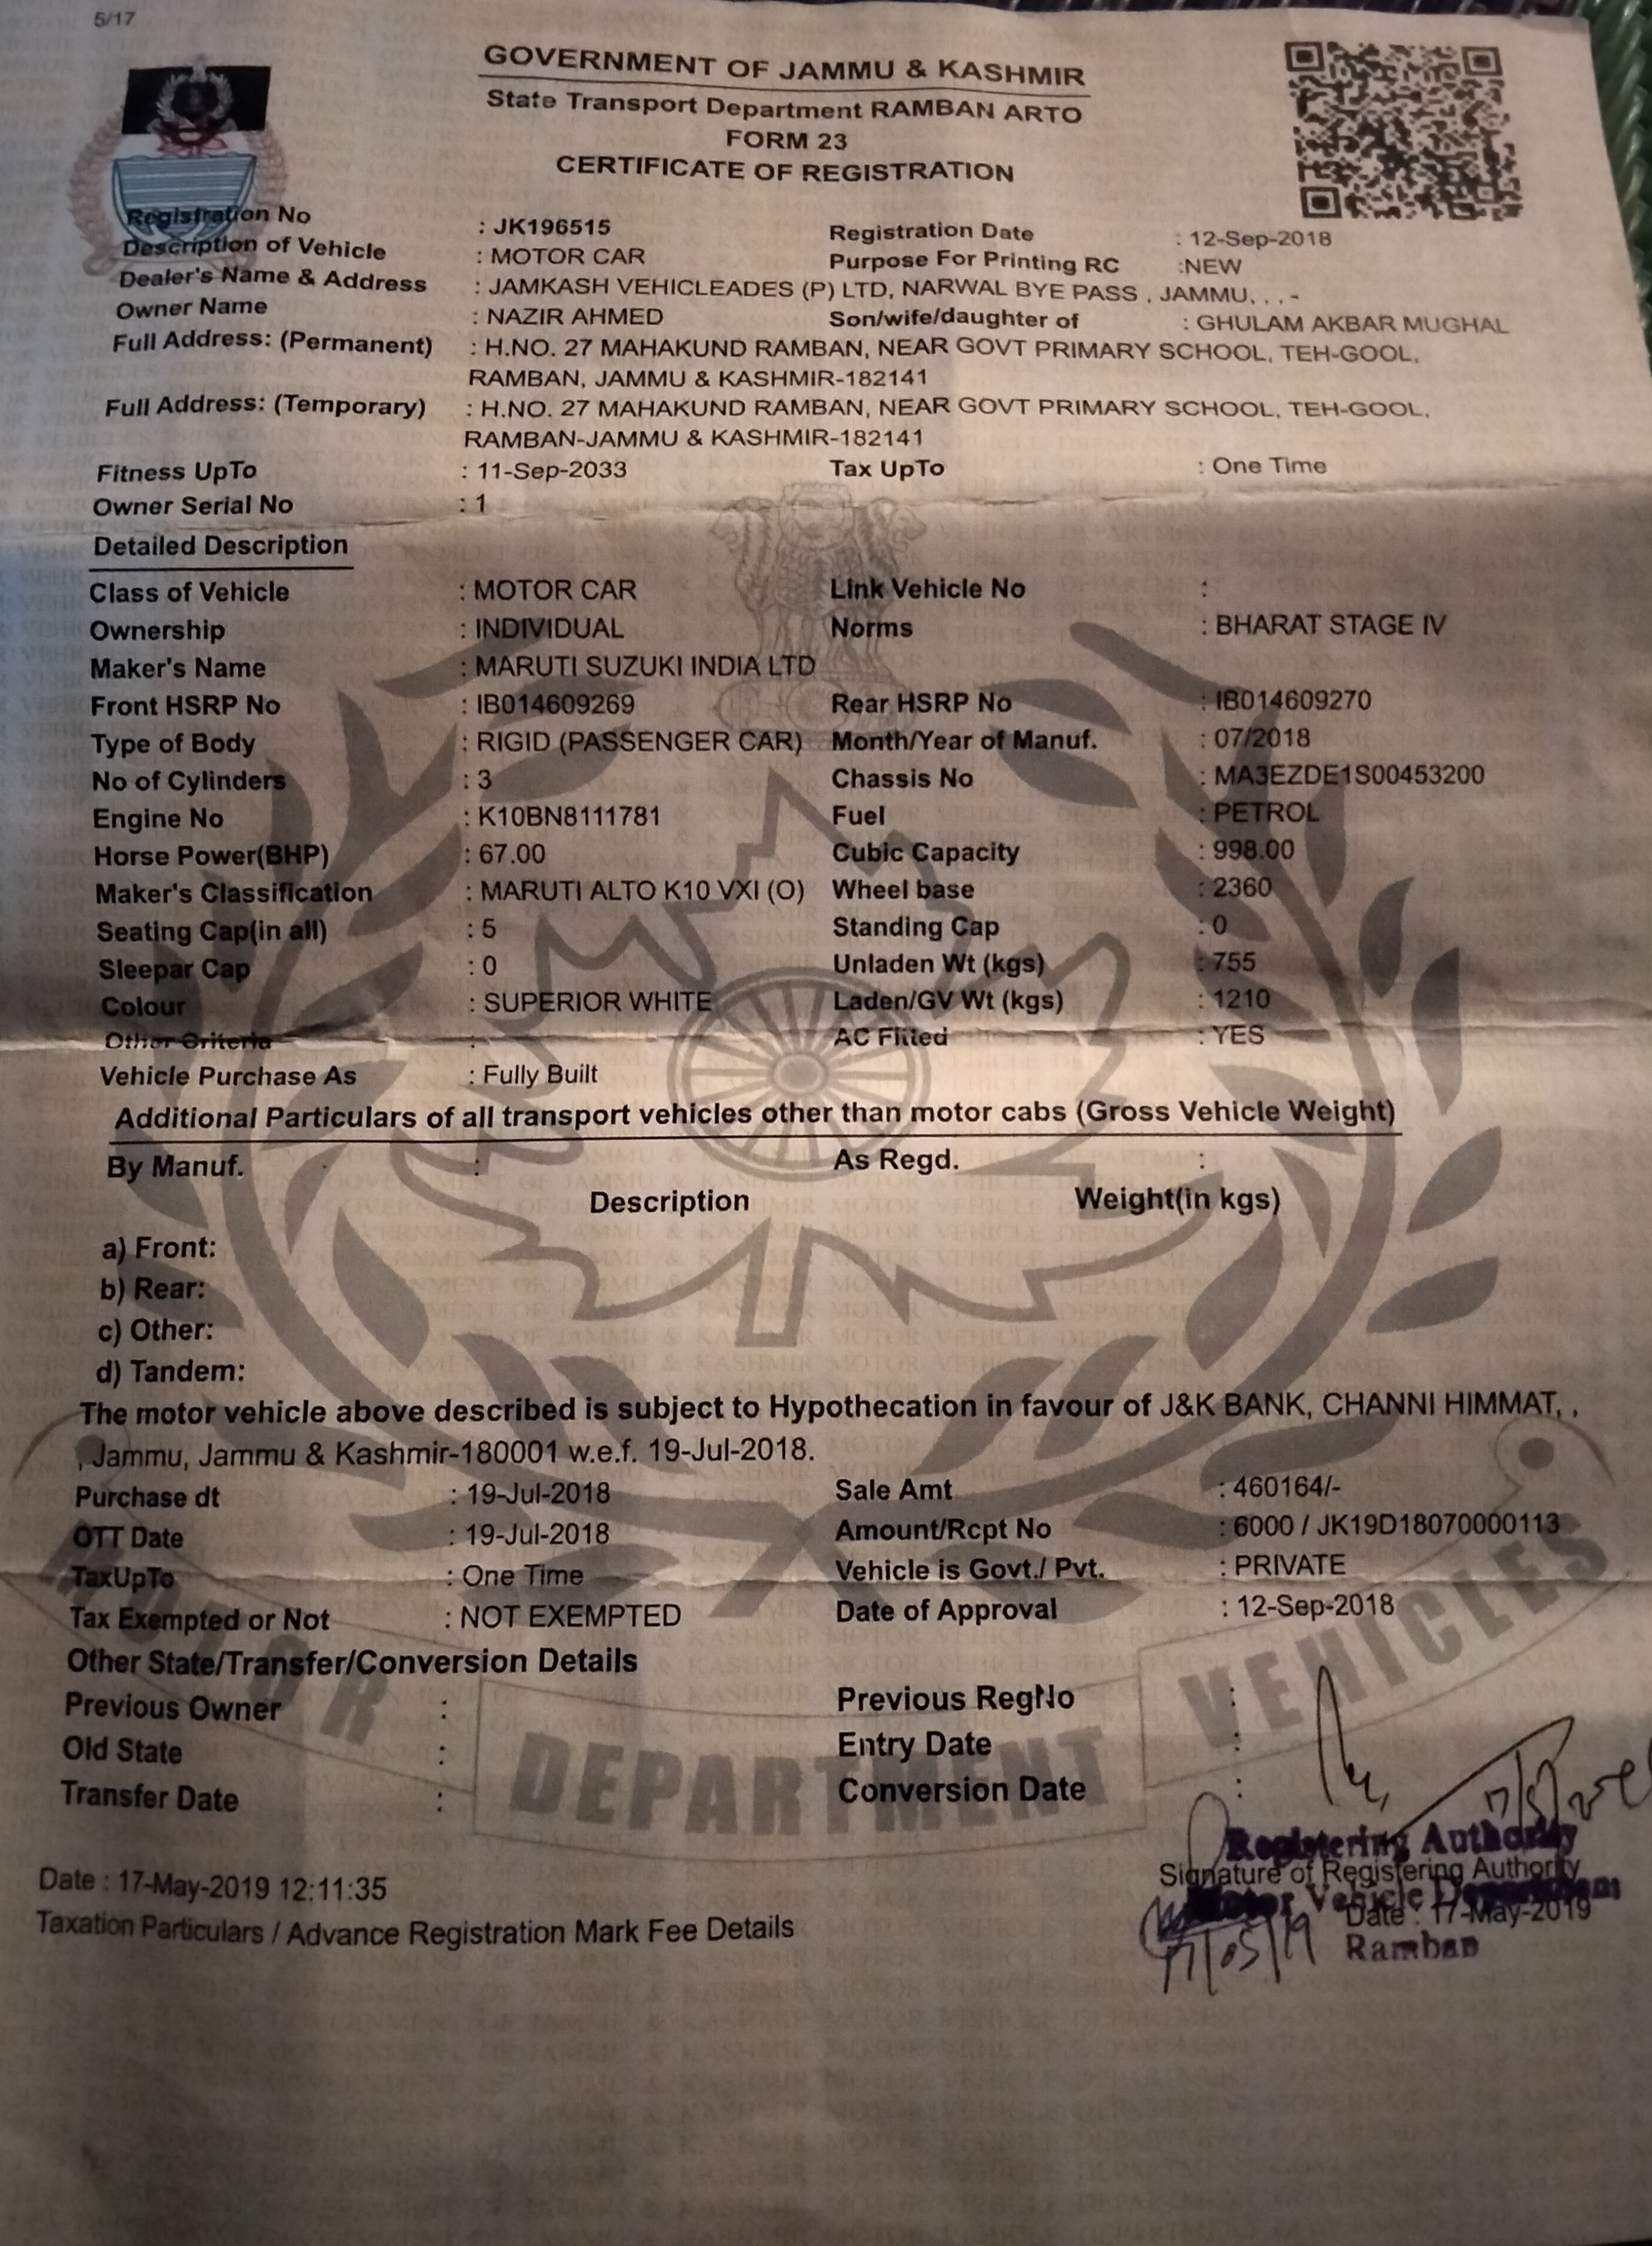 5/17
GOVERNMENT OF JAMMU & KASHMIR
State Transport Department RAMBAN ARTO
FORM 23
CERTIFICATE OF REGISTRATION
Registration No : JK196515 Registration Date : 12-Sep-2018
Description of Vehicle : MOTOR CAR Purpose For Printing RC :NEW
Dealer's Name & Address : JAMKASH VEHICLEADES (P) LTD, NARWAL BYE PASS , JAMMU, , , -
Owner Name : NAZIR AHMED Son/wife/daughter of : GHULAM AKBAR MUGHAL
Full Address: (Permanent) : H.NO. 27 MAHAKUND RAMBAN, NEAR GOVT PRIMARY SCHOOL, TEH-GOOL,
RAMBAN, JAMMU & KASHMIR-182141
Full Address: (Temporary) : H.NO. 27 MAHAKUND RAMBAN, NEAR GOVT PRIMARY SCHOOL, TEH-GOOL,
RAMBAN-JAMMU & KASHMIR-182141
Fitness UpTo : 11-Sep-2033 Tax UpTo : One Time
Owner Serial No : 1
Detailed Description
Class of Vehicle : MOTOR CAR Link Vehicle No :
Ownership : INDIVIDUAL Norms : BHARAT STAGE IV
Maker's Name : MARUTI SUZUKI INDIA LTD
Front HSRP No : IB014609269 Rear HSRP No : IB014609270
Type of Body : RIGID (PASSENGER CAR) Month/Year of Manuf. : 07/2018
No of Cylinders : 3 Chassis No : MA3EZDE1S00453200
Engine No : K10BN8111781 Fuel : PETROL
Horse Power(BHP) : 67.00 Cubic Capacity : 998.00
Maker's Classification : MARUTI ALTO K10 VXI (O) Wheel base : 2360
Seating Cap(in all) : 5 Standing Cap : 0
Sleepar Cap : 0 Unladen Wt (kgs) : 755
Colour : SUPERIOR WHITE Laden/GV Wt (kgs) : 1210
Other Criteria : AC Fitted : YES
Vehicle Purchase As : Fully Built
Additional Particulars of all transport vehicles other than motor cabs (Gross Vehicle Weight)
By Manuf. : As Regd. :
Description Weight(in kgs)
a) Front:
b) Rear:
c) Other:
d) Tandem:
The motor vehicle above described is subject to Hypothecation in favour of J&K BANK, CHANNI HIMMAT, ,
, Jammu, Jammu & Kashmir-180001 w.e.f. 19-Jul-2018.
Purchase dt : 19-Jul-2018 Sale Amt : 460164/-
OTT Date : 19-Jul-2018 Amount/Rcpt No : 6000 / JK19D18070000113
TaxUpTo : One Time Vehicle is Govt./ Pvt. : PRIVATE
Tax Exempted or Not : NOT EXEMPTED Date of Approval : 12-Sep-2018
Other State/Transfer/Conversion Details
Previous Owner : Previous RegNo :
Old State : Entry Date :
Transfer Date : Conversion Date :
MOTOR VEHICLES DEPARTMENT
Registering Authority
Signature of Registering Authority
Motor Vehicle Department
Date : 17-May-2019
Ramban
17/05/19
Date : 17-May-2019 12:11:35
Taxation Particulars / Advance Registration Mark Fee Details